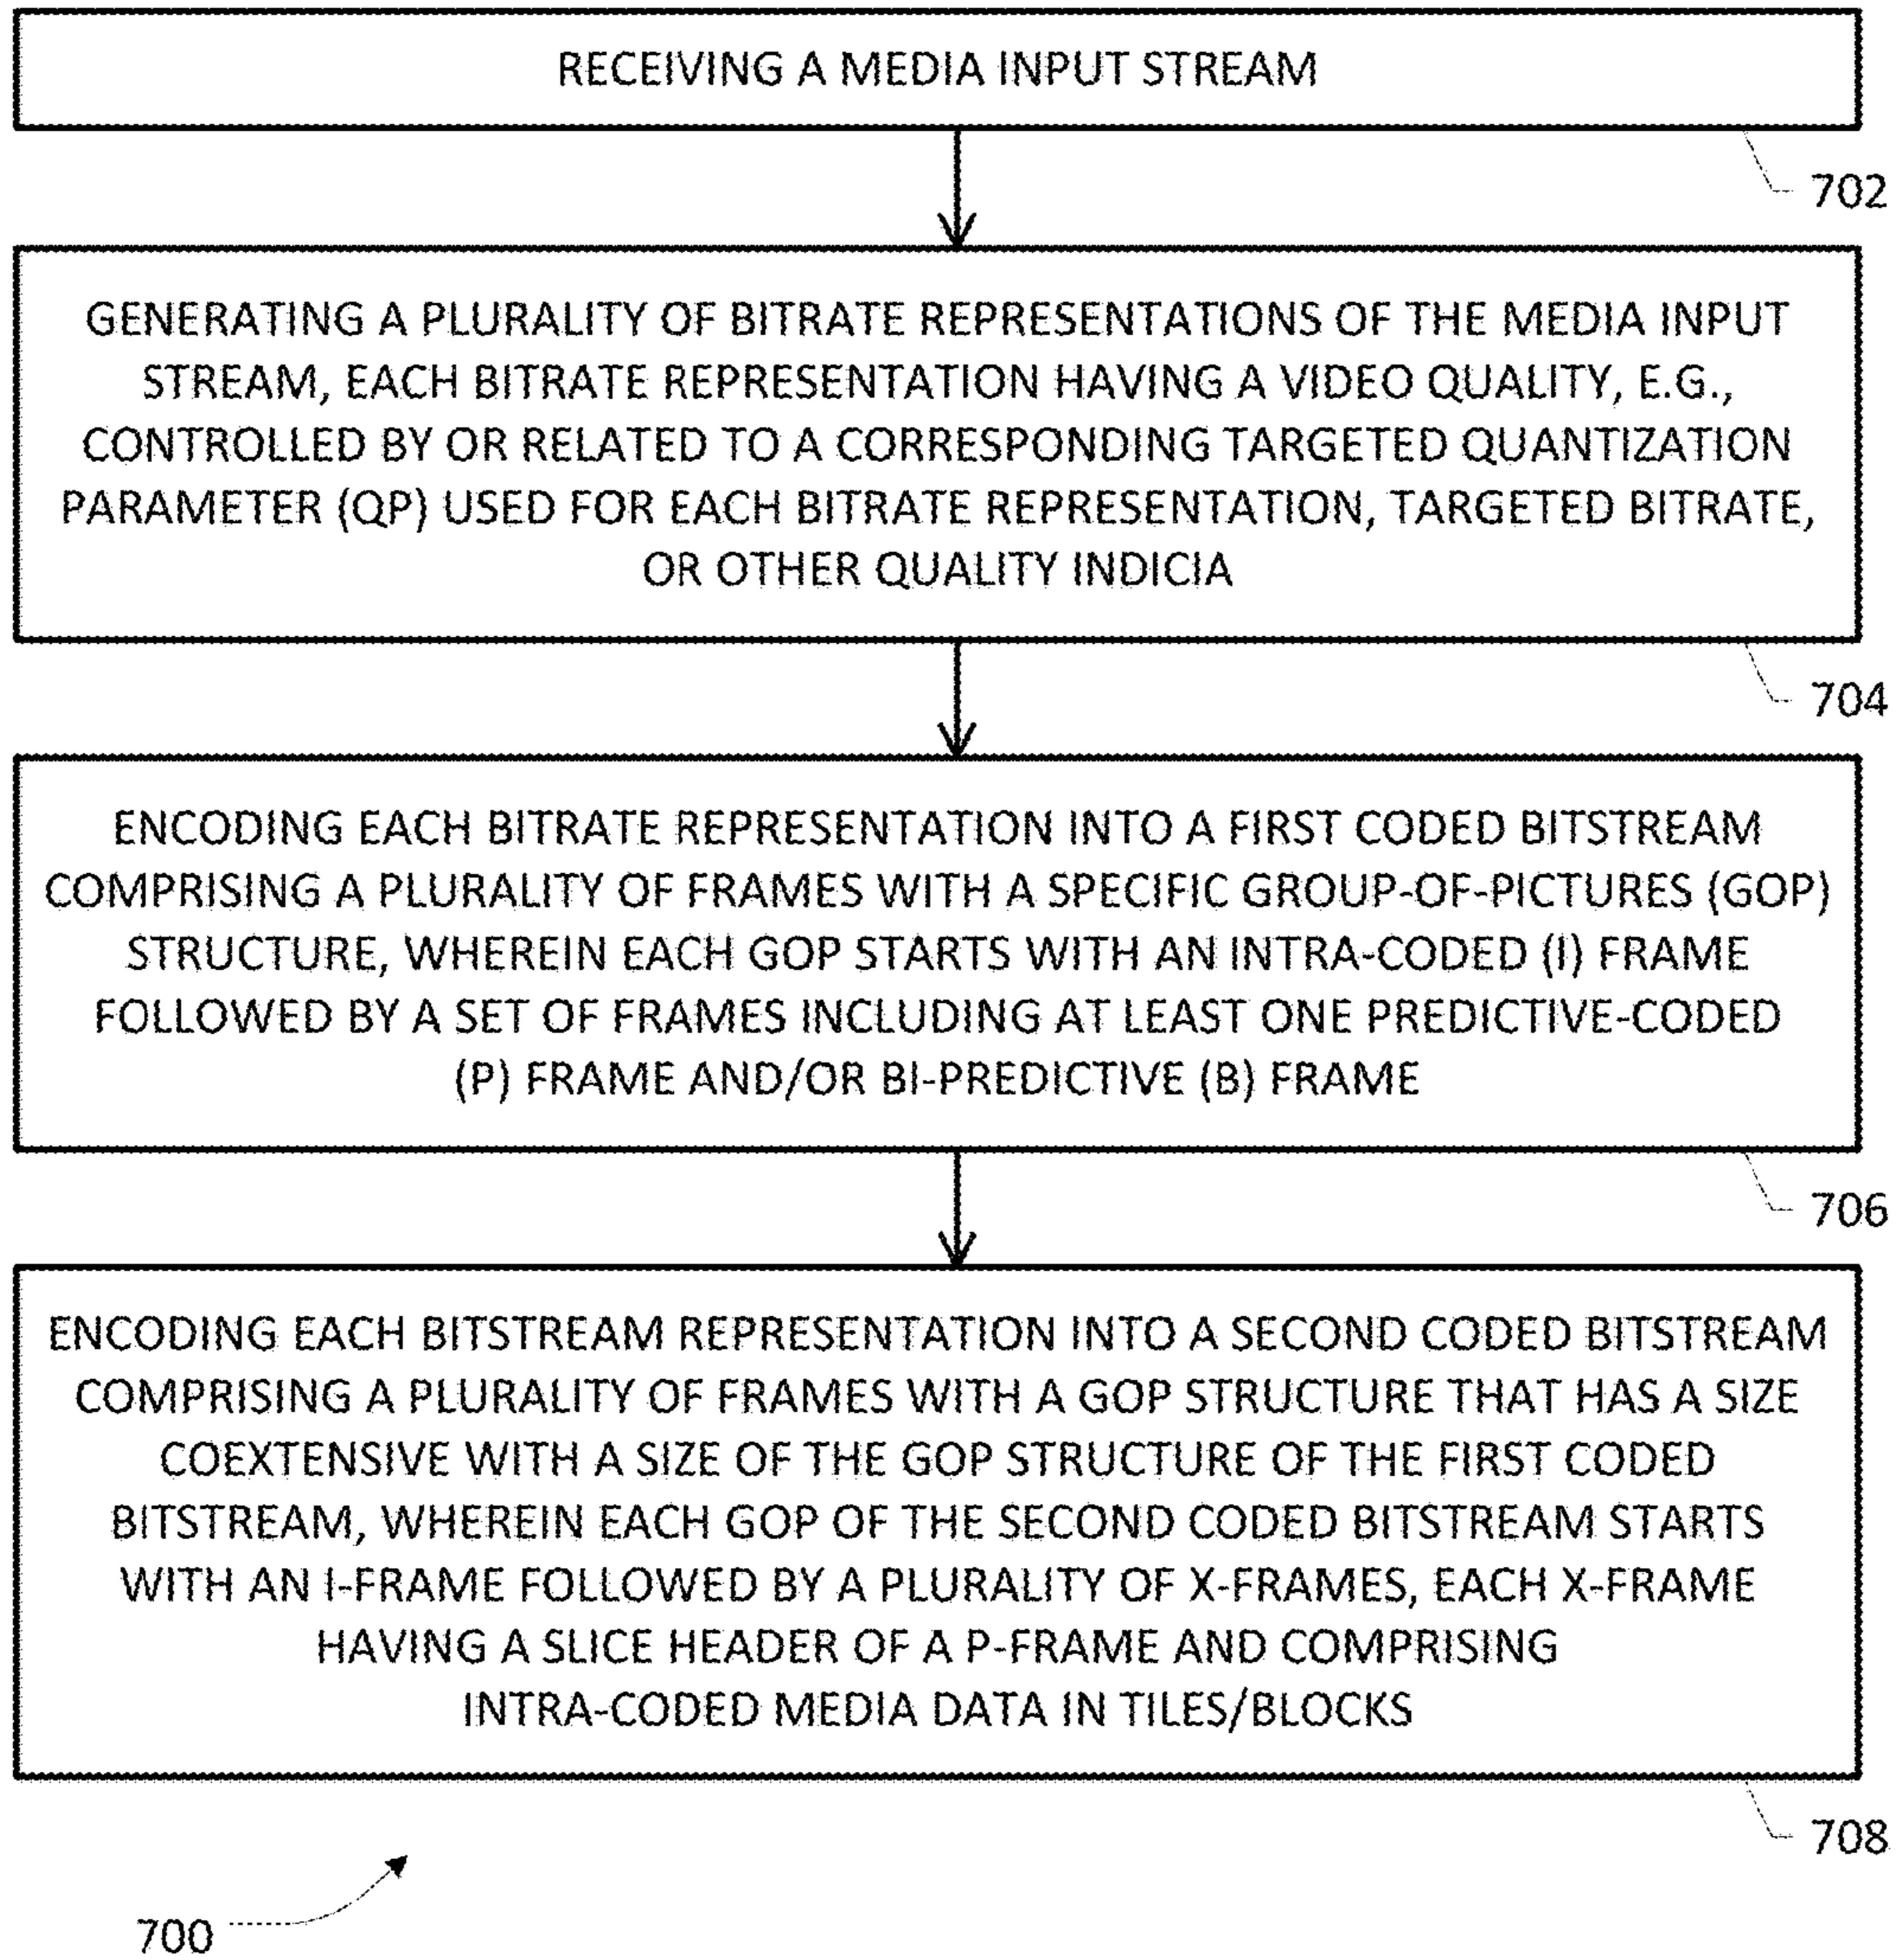 RECEIVING A MEDIA INPUT STREAM
702
GENERATING A PLURALITY OF BITRATE REPRESENTATIONS OF THE MEDIA INPUT
STREAM, EACH BITRATE REPRESENTATION HAVING A VIDEO QUALITY, E.G.,
CONTROLLED BY OR RELATED TO A CORRESPONDING TARGETED QUANTIZATION
PARAMETER (QP) USED FOR EACH BITRATE REPRESENTATION, TARGETED BITRATE,
OR OTHER QUALITY INDICIA
704
ENCODING EACH BITRATE REPRESENTATION INTO A FIRST CODED BITSTREAM
COMPRISING A PLURALITY OF FRAMES WITH A SPECIFIC GROUP-OF-PICTURES (GOP)
STRUCTURE, WHEREIN EACH GOP STARTS WITH AN INTRA-CODED (I) FRAME
FOLLOWED BY A SET OF FRAMES INCLUDING AT LEAST ONE PREDICTIVE-CODED
(P) FRAME AND/OR BI-PREDICTIVE (B) FRAME
706
ENCODING EACH BITSTREAM REPRESENTATION INTO A SECOND CODED BITSTREAM
COMPRISING A PLURALITY OF FRAMES WITH A GOP STRUCTURE THAT HAS A SIZE
COEXTENSIVE WITH A SIZE OF THE GOP STRUCTURE OF THE FIRST CODED
BITSTREAM, WHEREIN EACH GOP OF THE SECOND CODED BITSTREAM STARTS
WITH AN I-FRAME FOLLOWED BY A PLURALITY OF X-FRAMES, EACH X-FRAME
HAVING A SLICE HEADER OF A P-FRAME AND COMPRISING
INTRA-CODED MEDIA DATA IN TILES/BLOCKS
708
700